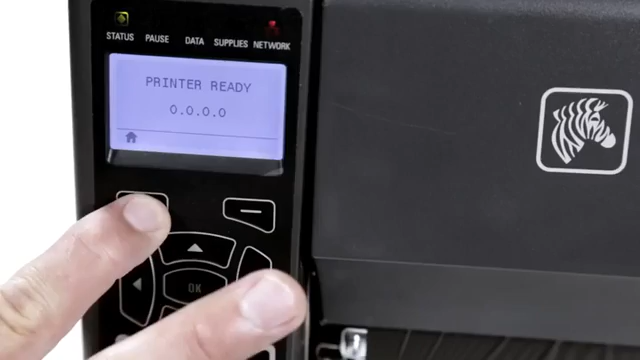 STATUS PAUSE DATA SUPPLIES NETWORK
PRINTER READY
0.0.0.0
OK